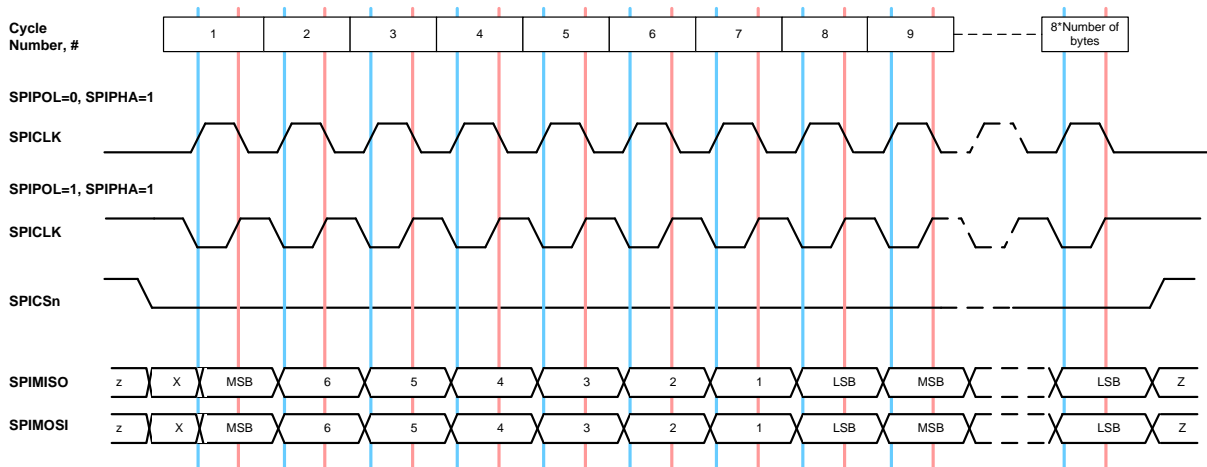 Cycle
Number, #
1 2 3 4 5 6 7 8 9 8*Number of
bytes
SPIPOL=0, SPIPHA=1
SPICLK
SPIPOL=1, SPIPHA=1
SPICLK
SPICSn
SPIMISO z X MSB 6 5 4 3 2 1 LSB MSB LSB Z
SPIMOSI z X MSB 6 5 4 3 2 1 LSB MSB LSB Z